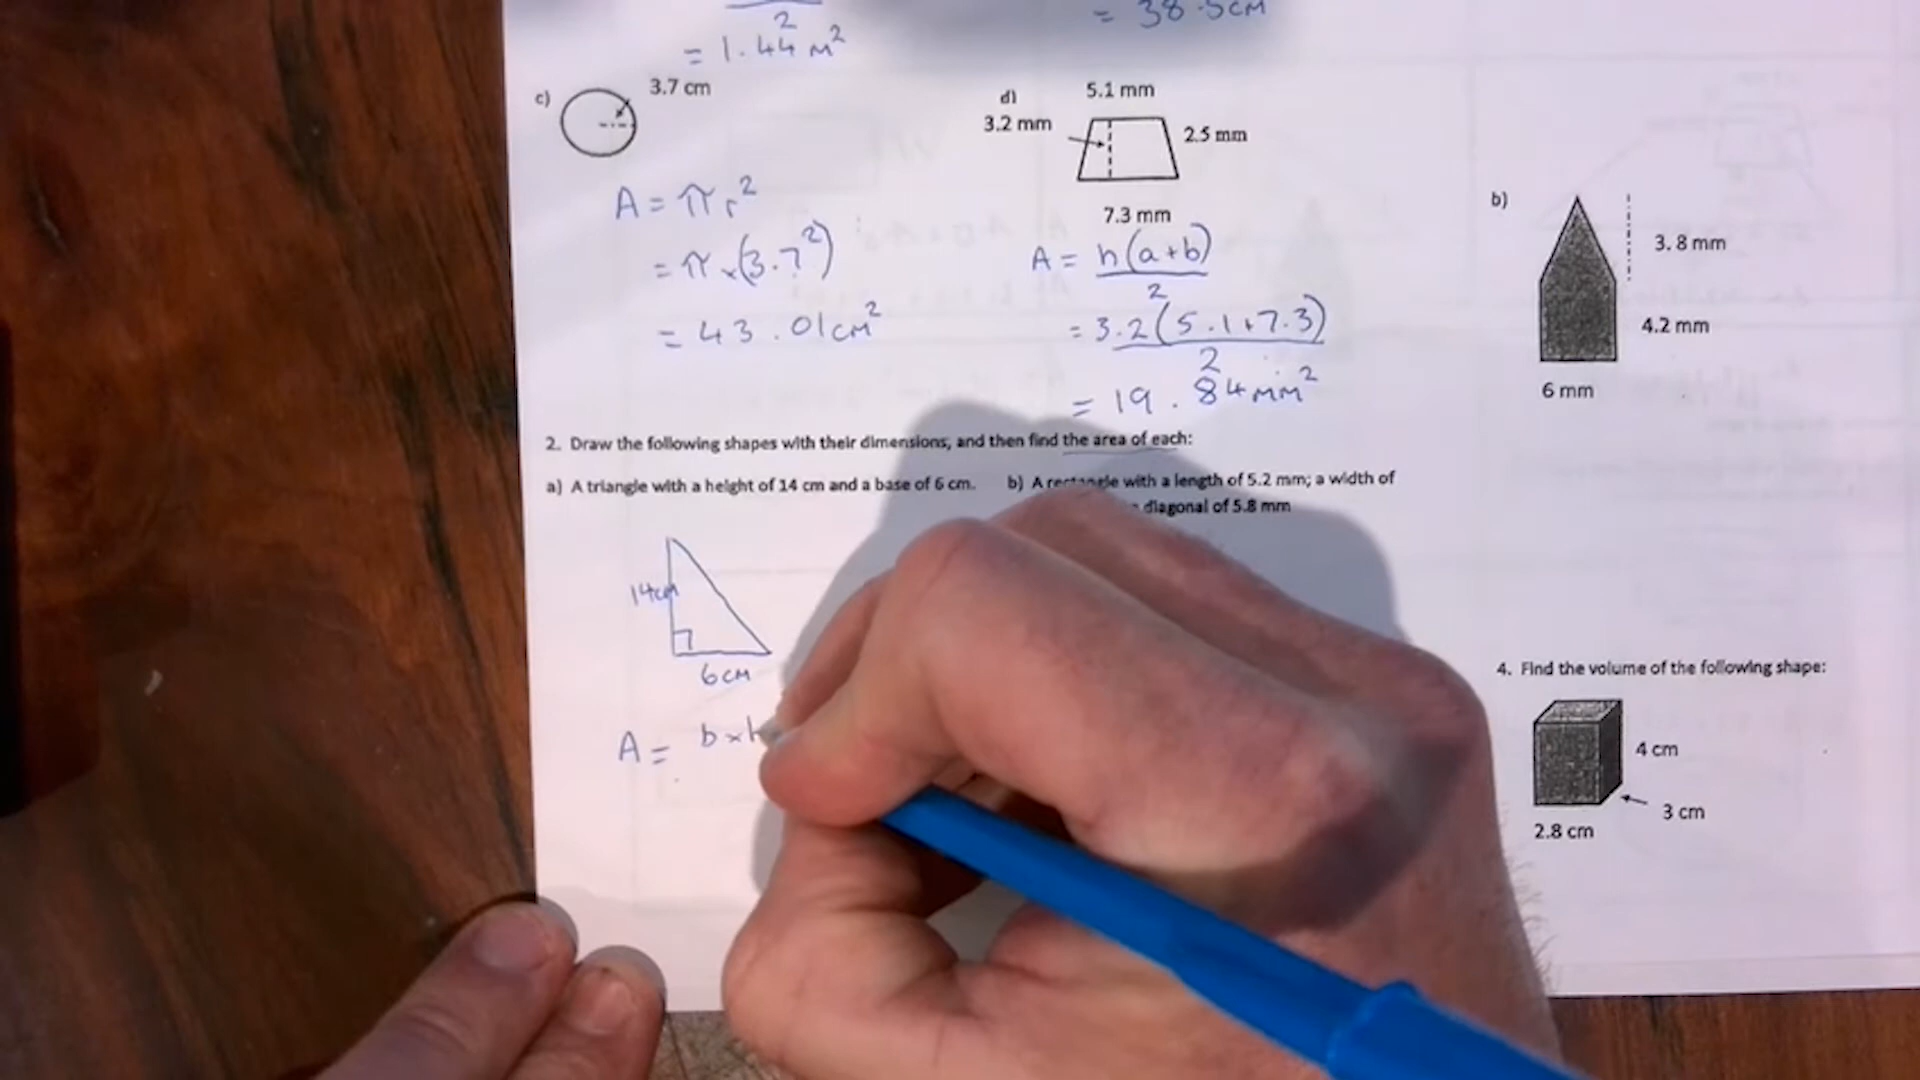 2
= 1.44 m²
= 38.5cm
c)
3.7 cm
A = πr²
= π×(3.7²)
= 43.01cm²
d)
5.1 mm
3.2 mm
2.5 mm
7.3 mm
A = h(a+b)
2
= 3.2(5.1+7.3)
2
= 19.84mm²
2. Draw the following shapes with their dimensions, and then find the area of each:
a) A triangle with a height of 14 cm and a base of 6 cm.
14cm
6cm
A = b×h
b) A rectangle with a length of 5.2 mm; a width of
diagonal of 5.8 mm
b)
3.8 mm
4.2 mm
6 mm
4. Find the volume of the following shape:
4 cm
3 cm
2.8 cm